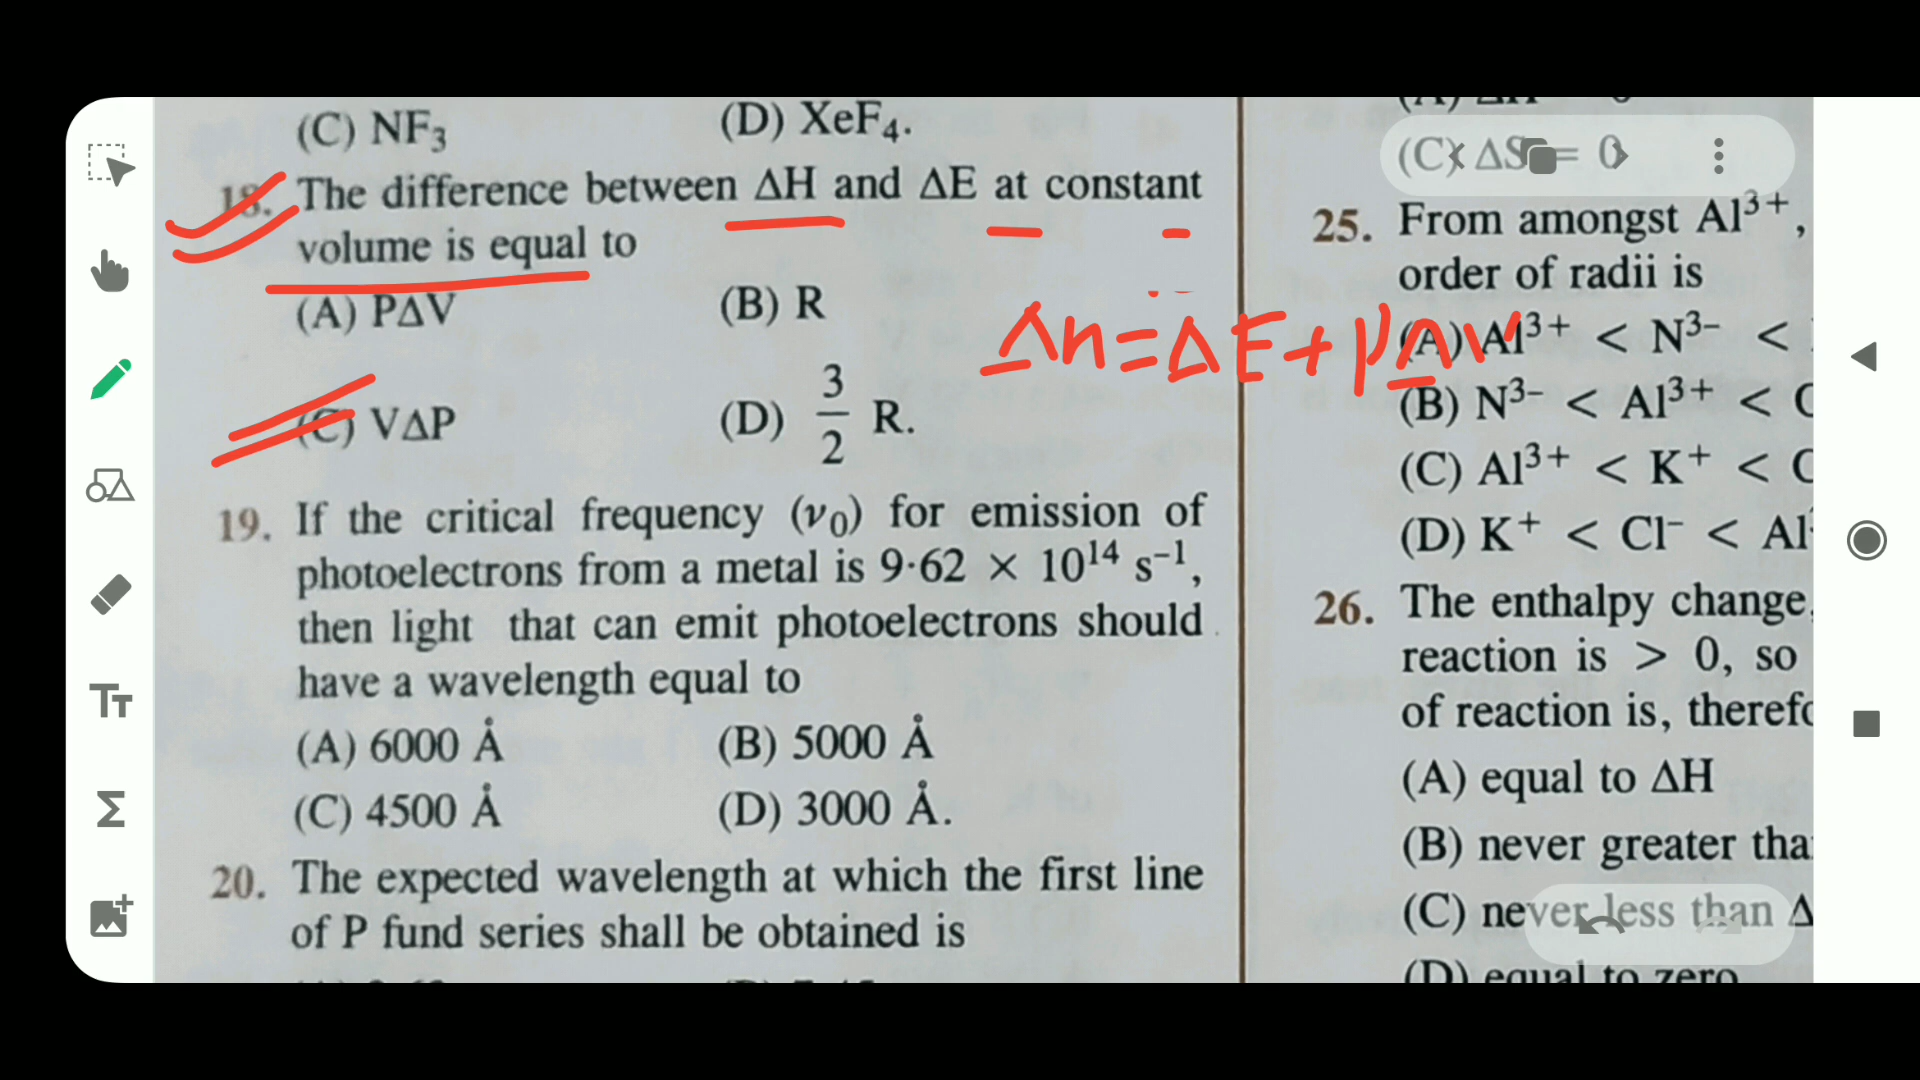 (C) NF3
(D) XeF4.
18. The difference between ΔH and ΔE at constant
volume is equal to
(A) PΔV
(B) R
(C) VΔP
(D) 3/2 R.
19. If the critical frequency (ν0) for emission of
photoelectrons from a metal is 9·62 × 10^14 s^-1,
then light that can emit photoelectrons should
have a wavelength equal to
(A) 6000 Å
(B) 5000 Å
(C) 4500 Å
(D) 3000 Å.
20. The expected wavelength at which the first line
of P fund series shall be obtained is
ΔH = ΔE + PΔV
(C) ΔS = 0
25. From amongst Al3+,
order of radii is
(A) Al3+ < N3- <
(B) N3- < Al3+ <
(C) Al3+ < K+ <
(D) K+ < Cl- < Al
26. The enthalpy change,
reaction is > 0, so
of reaction is,
(A) equal to ΔH
(B) never greater
(C) never less than Δ
(D) equal to zero
Tт
Σ